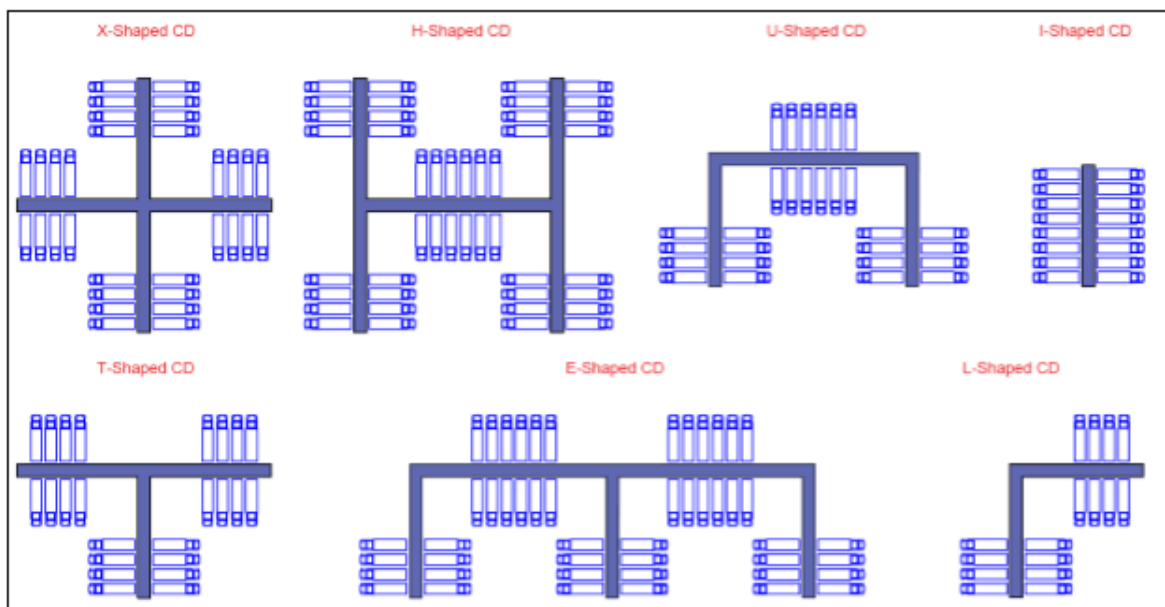 X-Shaped CD
H-Shaped CD
U-Shaped CD
I-Shaped CD
T-Shaped CD
E-Shaped CD
L-Shaped CD